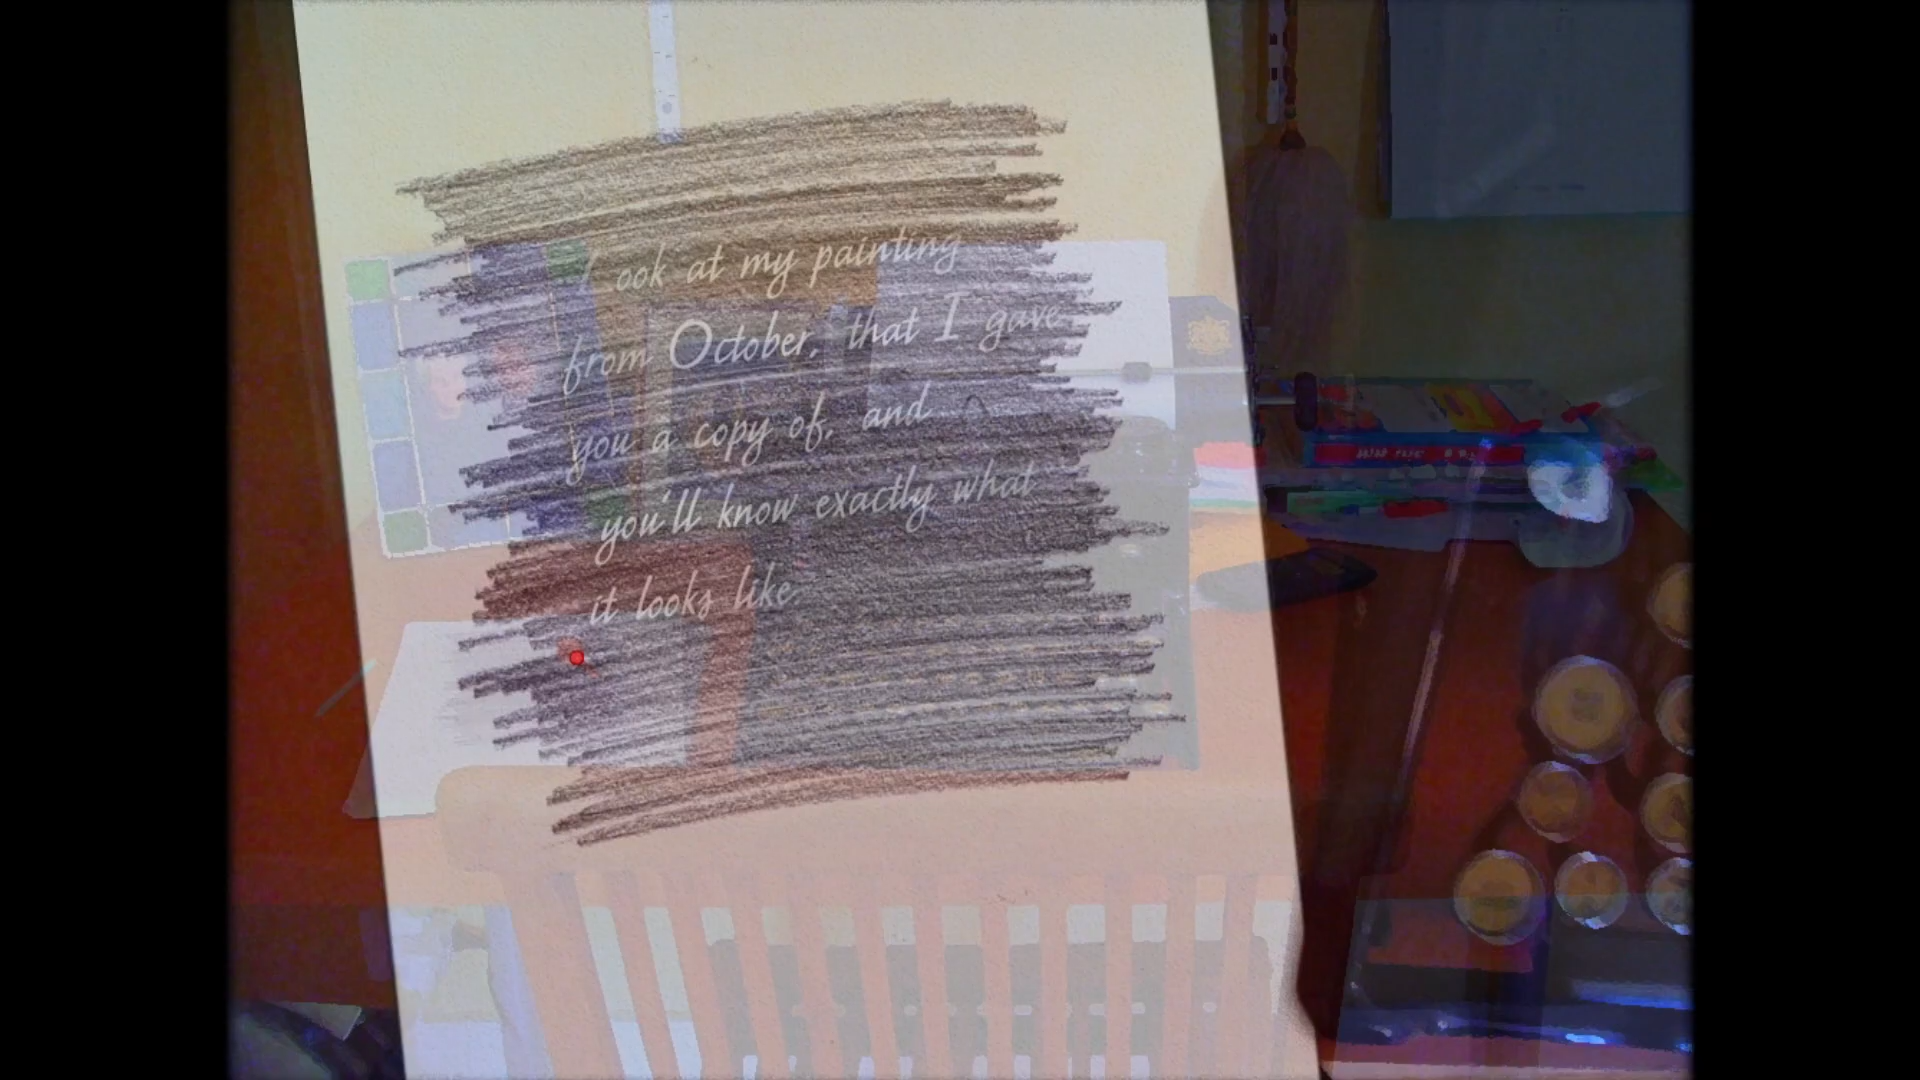 Look at my painting
from October, that I gave
you a copy of, and
you'll know exactly what
it looks like